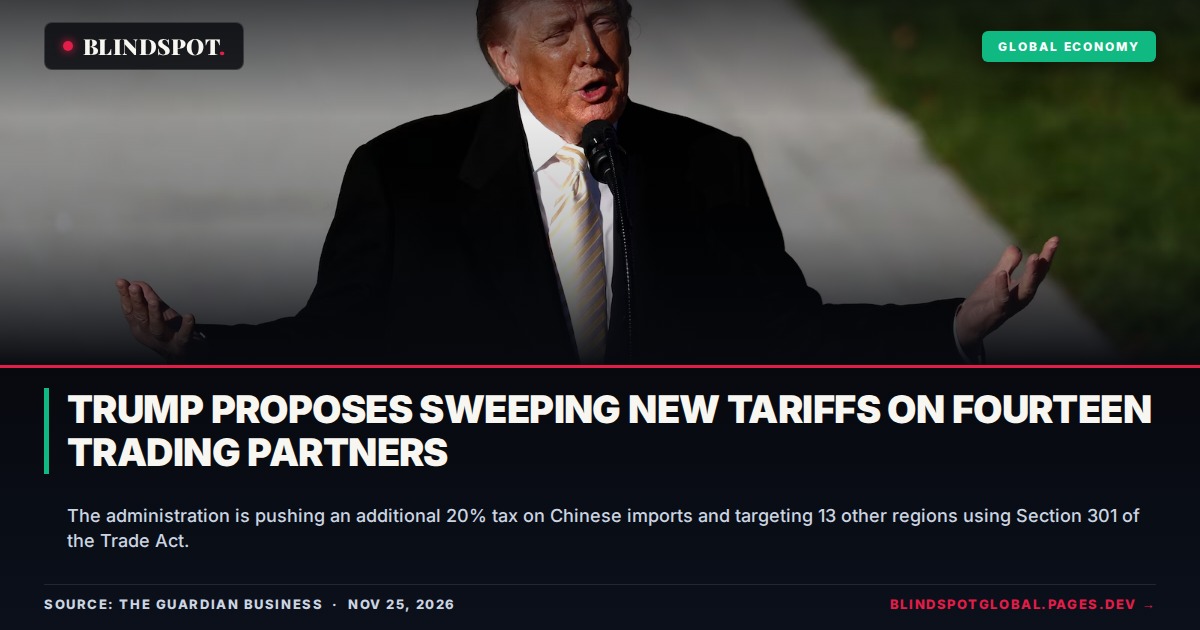 BLINDSPOT.
GLOBAL ECONOMY
TRUMP PROPOSES SWEEPING NEW TARIFFS ON FOURTEEN
TRADING PARTNERS
The administration is pushing an additional 20% tax on Chinese imports and targeting 13 other regions using Section 301 of
the Trade Act.
SOURCE: THE GUARDIAN BUSINESS · NOV 25, 2026
BLINDSPOTGLOBAL.PAGES.DEV →